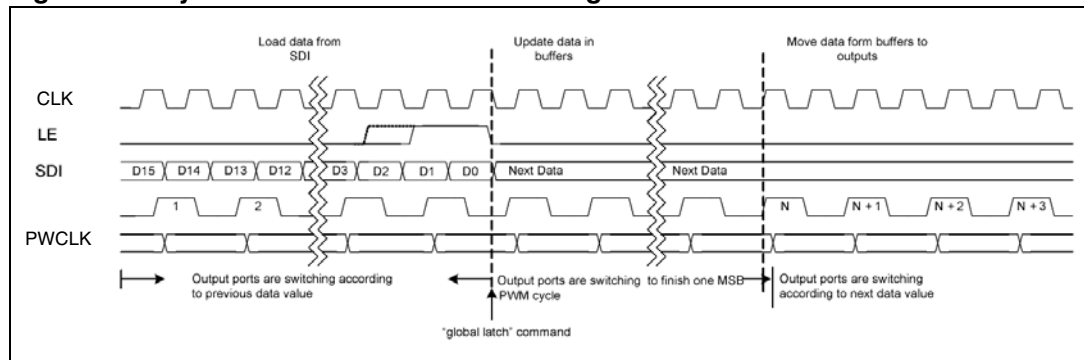 Load data from
SDI
Update data in
buffers
Move data form buffers to
outputs
CLK
LE
SDI
D15 D14 D13 D12 D3 D2 D1 D0 Next Data Next Data
1 2 N N + 1 N + 2 N + 3
PWCLK
Output ports are switching according
to previous data value
Output ports are switching to finish one MSB
PWM cycle
Output ports are switching
according to next data value
"global latch" command